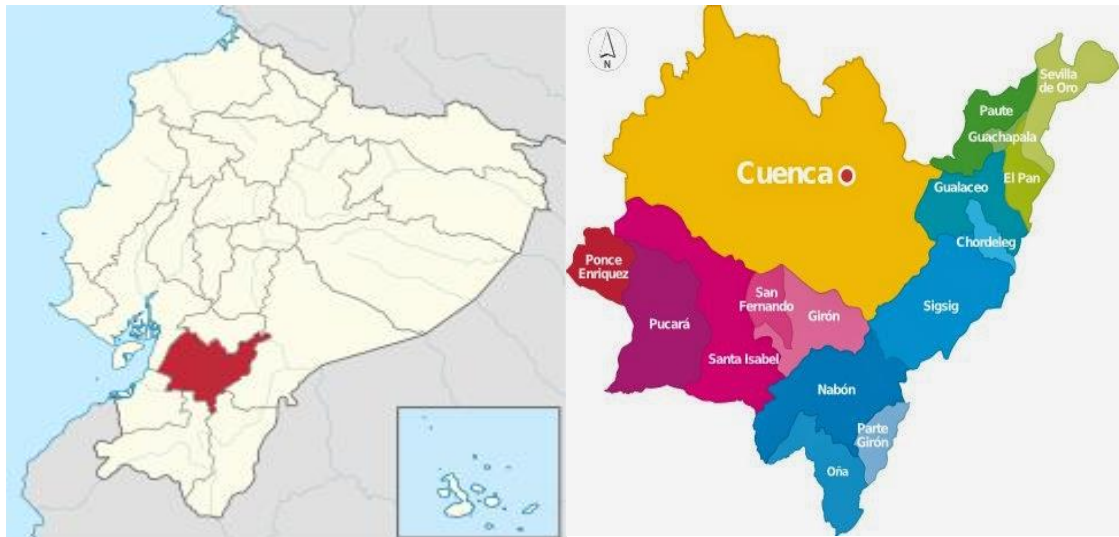 N
Sevilla
de Oro
Paute
Guachapala
Cuenca
Gualaceo
El Pan
Chordeleg
Ponce
Enriquez
San
Fernando
Girón
Sigsig
Pucará
Santa Isabel
Nabón
Parte
Girón
Oña